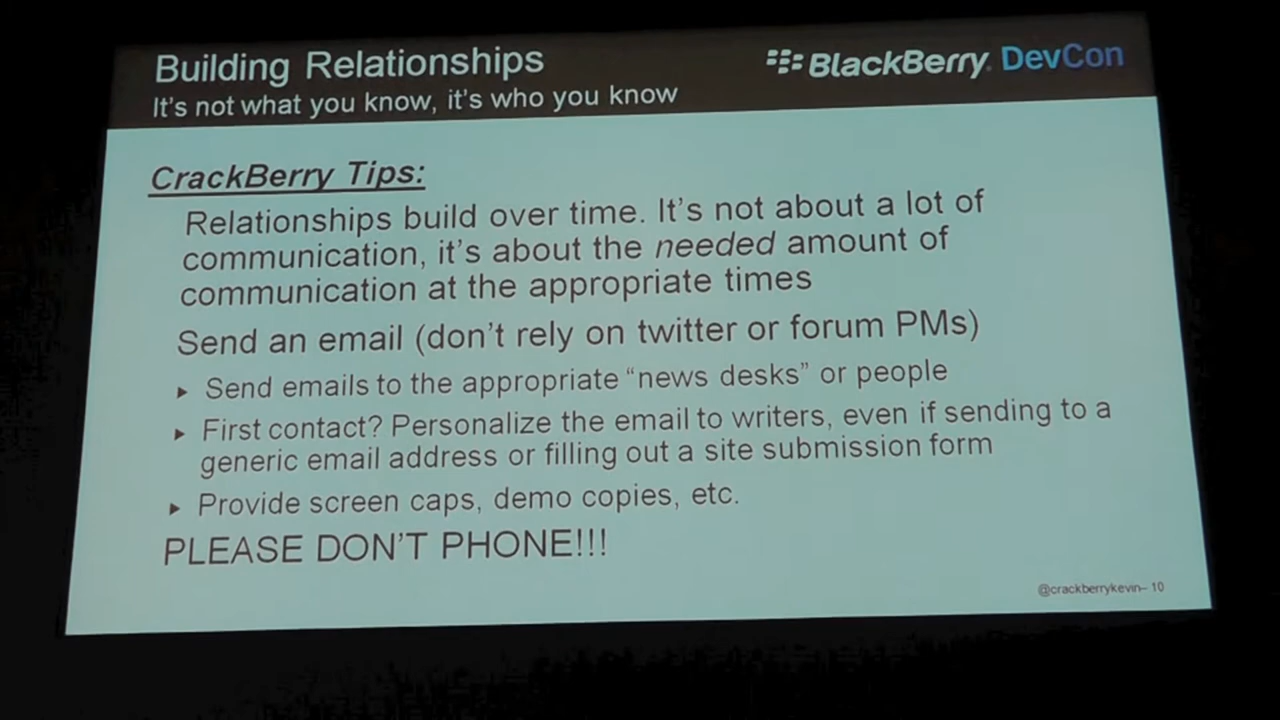 Building Relationships
It's not what you know, it's who you know
BlackBerry DevCon
CrackBerry Tips:
Relationships build over time. It's not about a lot of
communication, it's about the needed amount of
communication at the appropriate times
Send an email (don't rely on twitter or forum PMs)
Send emails to the appropriate “news desks” or people
First contact? Personalize the email to writers, even if sending to a
generic email address or filling out a site submission form
Provide screen caps, demo copies, etc.
PLEASE DON'T PHONE!!!
@crackberrykevin– 10